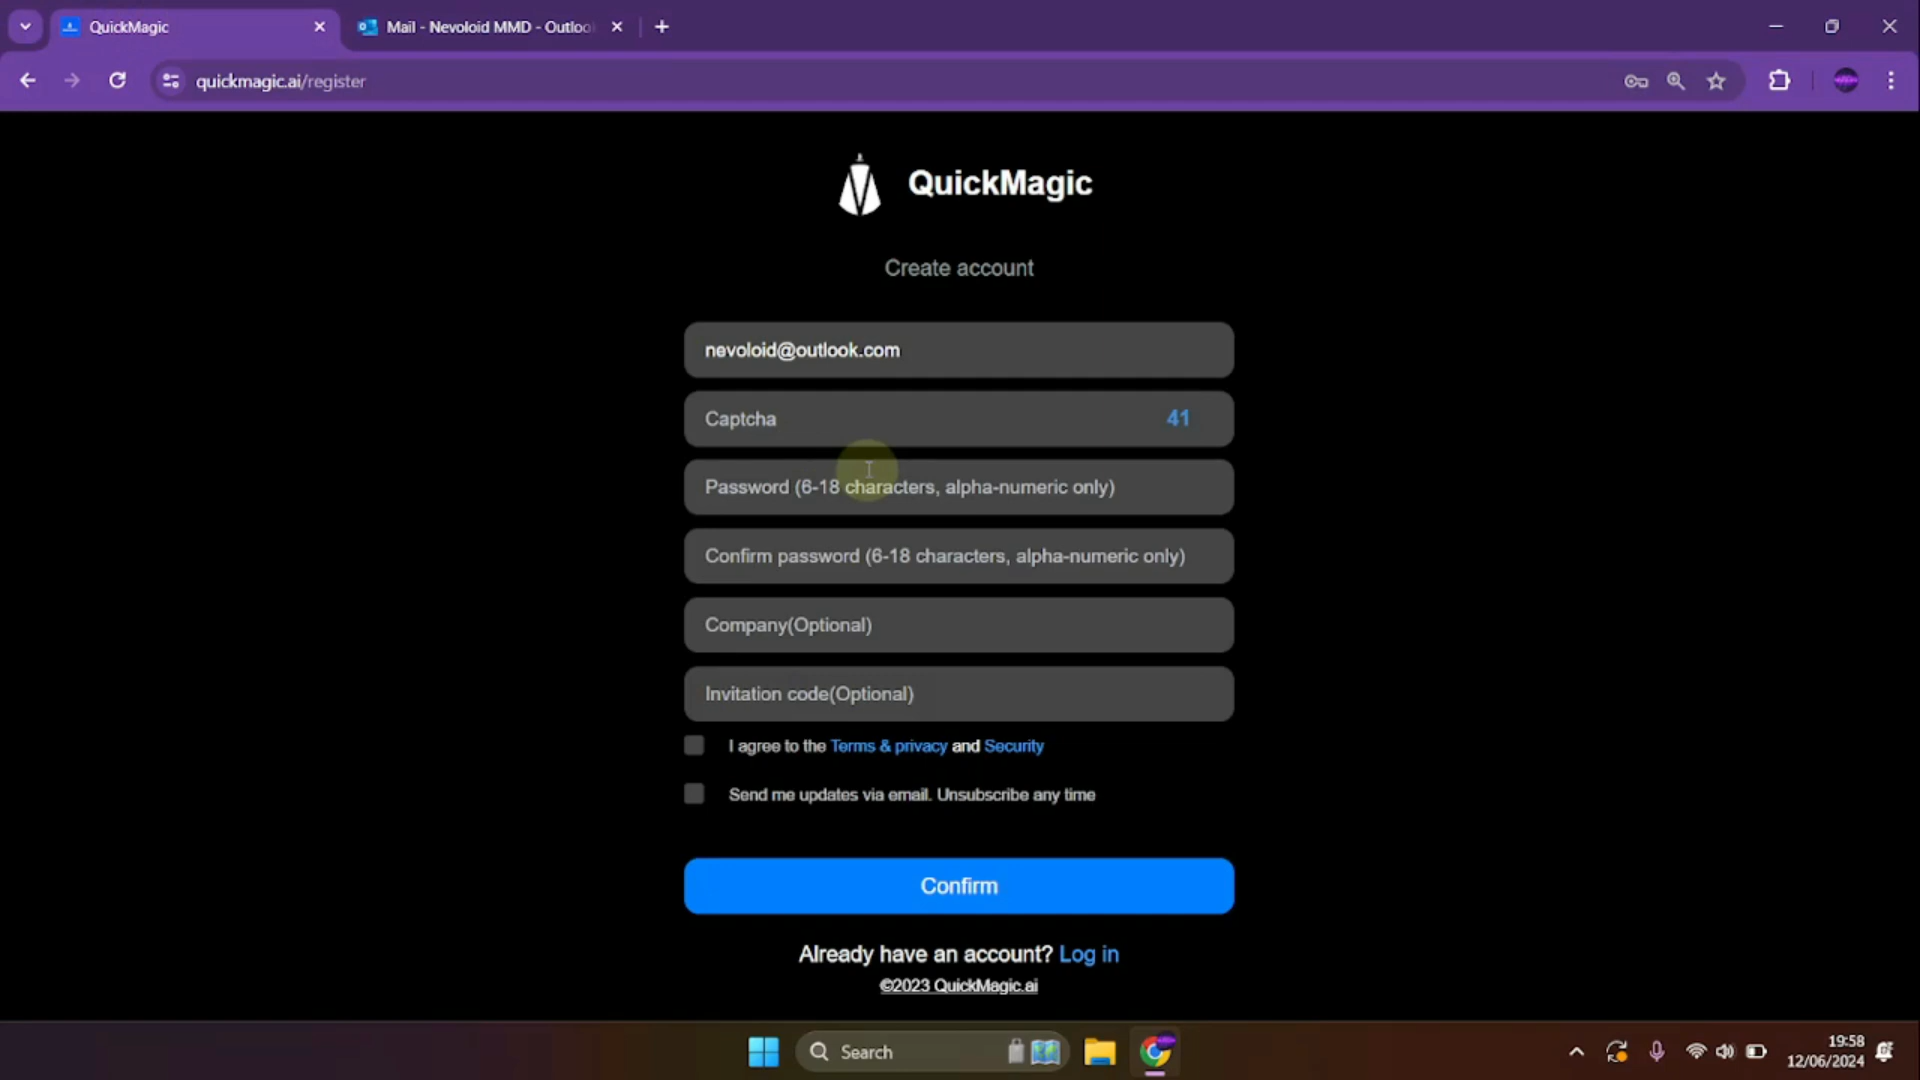 QuickMagic
Mail - Nevoloid MMD - Outloo
quickmagic.ai/register
QuickMagic
Create account
nevoloid@outlook.com
Captcha
41
Password (6-18 characters, alpha-numeric only)
Confirm password (6-18 characters, alpha-numeric only)
Company(Optional)
Invitation code(Optional)
I agree to the Terms & privacy and Security
Send me updates via email. Unsubscribe any time
Confirm
Already have an account? Log in
©2023 QuickMagic.ai
Search
19:58
12/06/2024